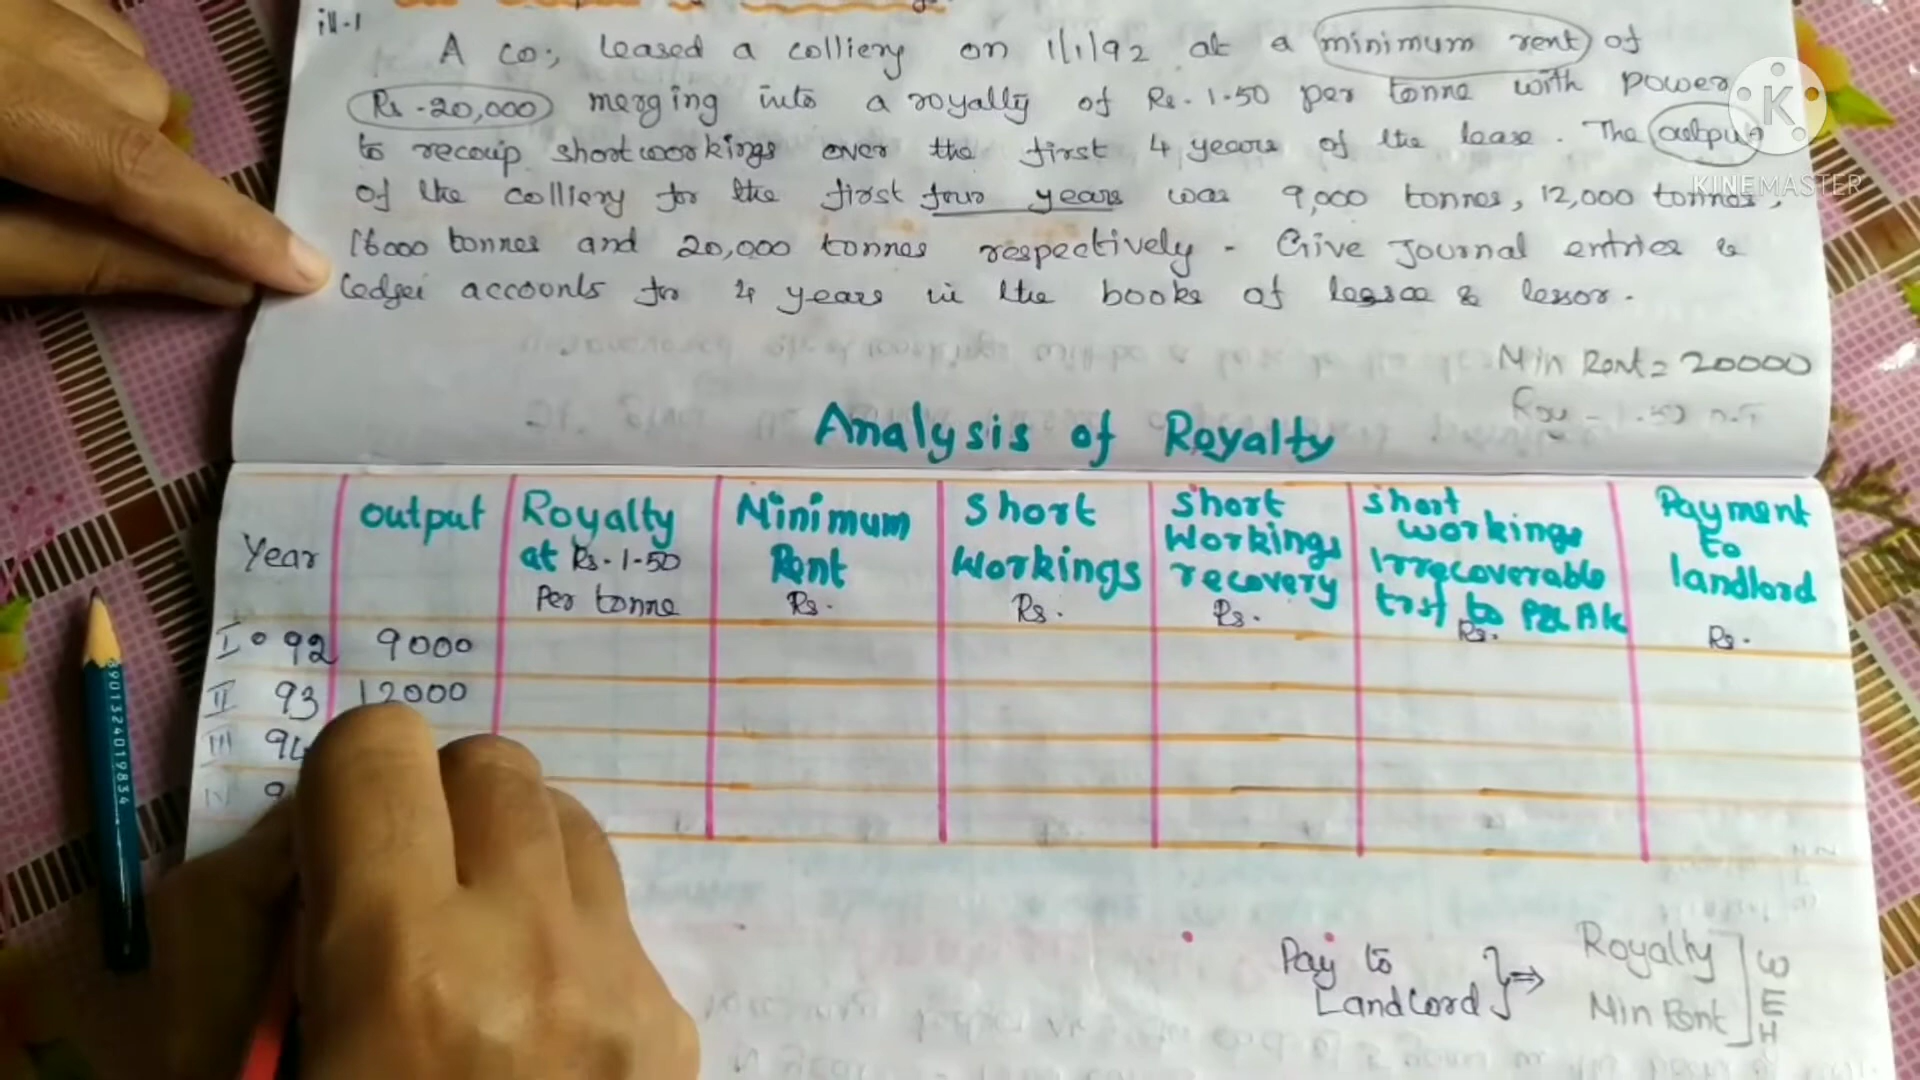 ill-1
A co:, leased a colliery on 1/1/92 at a minimum rent of
Rs.20,000 merging into a royalty of Rs.1.50 per tonne with power
to recoup shortworkings over the first 4 years of the lease. The output
of the colliery for the first four years was 9,000 tonnes, 12,000 tonnes,
16000 tonnes and 20,000 tonnes respectively - Give Journal entries &
ledger accounts for 4 years in the books of lessee & lessor.
K
KINEMASTER
Min Rent = 20000
Analysis of Royalty
Year
output
Royalty at Rs.1-50 Per tonne
Minimum Rent Rs.
Short Workings Rs.
Short Workings recovery Rs.
Short workings Irrecoverable trsf to P&L A/c Rs.
Payment to landlord Rs.
I 92 9000
II 93 12000
III 94
IV 9
Pay to Landlord } ⇒ Royalty Min Rent ] W E H
3901324019834